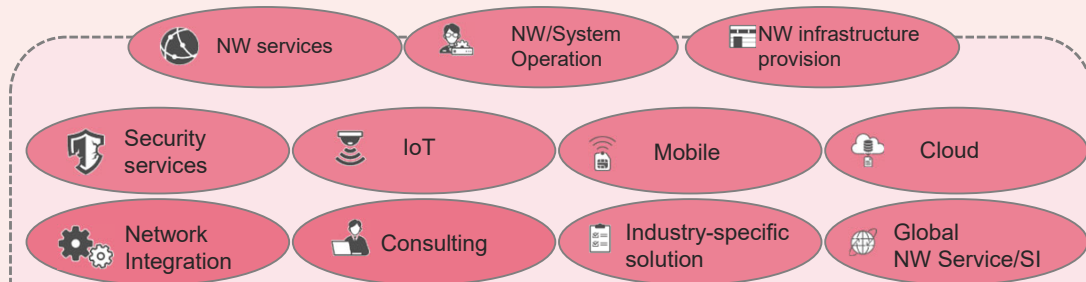 NW services
NW/System
Operation
NW infrastructure
provision
Security
services
IoT
Mobile
Cloud
Network
Integration
Consulting
Industry-specific
solution
Global
NW Service/SI